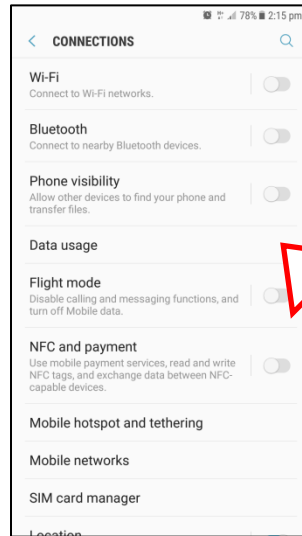 78% 2:15 pm
CONNECTIONS
Wi-Fi
Connect to Wi-Fi networks.
Bluetooth
Connect to nearby Bluetooth devices.
Phone visibility
Allow other devices to find your phone and
transfer files.
Data usage
Flight mode
Disable calling and messaging functions, and
turn off Mobile data.
NFC and payment
Use mobile payment services, read and write
NFC tags, and exchange data between NFC-
capable devices.
Mobile hotspot and tethering
Mobile networks
SIM card manager
Location